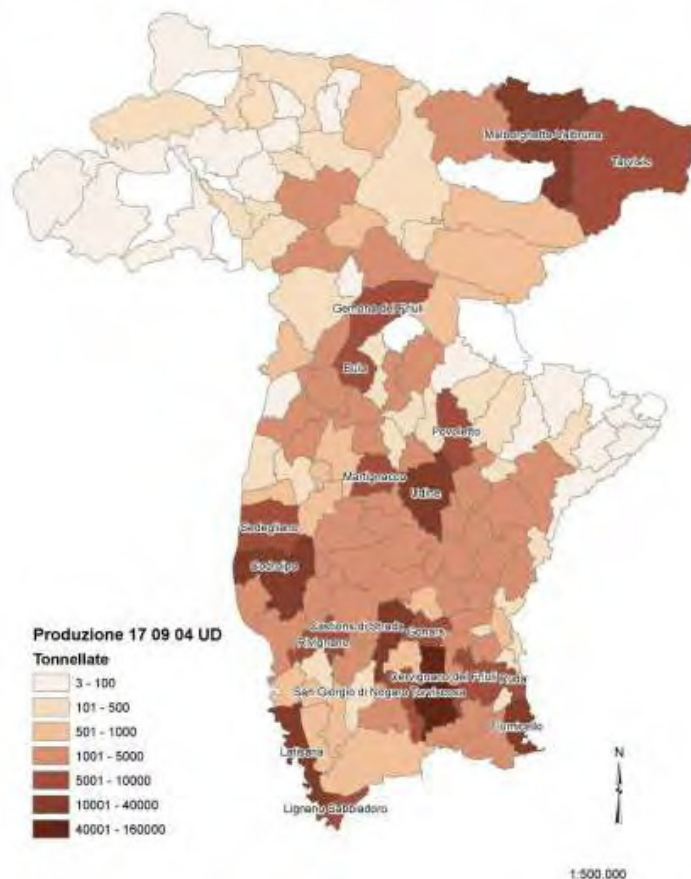 Malborghetto Valbruna
Tarvisio
Gemona del Friuli
Buia
Povoletto
Martignacco
Udine
Sedegliano
Codroipo
Castions di Strada
Gonars
Rivignano
Cervignano del Friuli
Ruda
San Giorgio di Nogaro
Torviscosa
Fiumicello
Latisana
Lignano Sabbiadoro
Produzione 17 09 04 UD
Tonnellate
3 - 100
101 - 500
501 - 1000
1001 - 5000
5001 - 10000
10001 - 40000
40001 - 160000
N
1:500.000